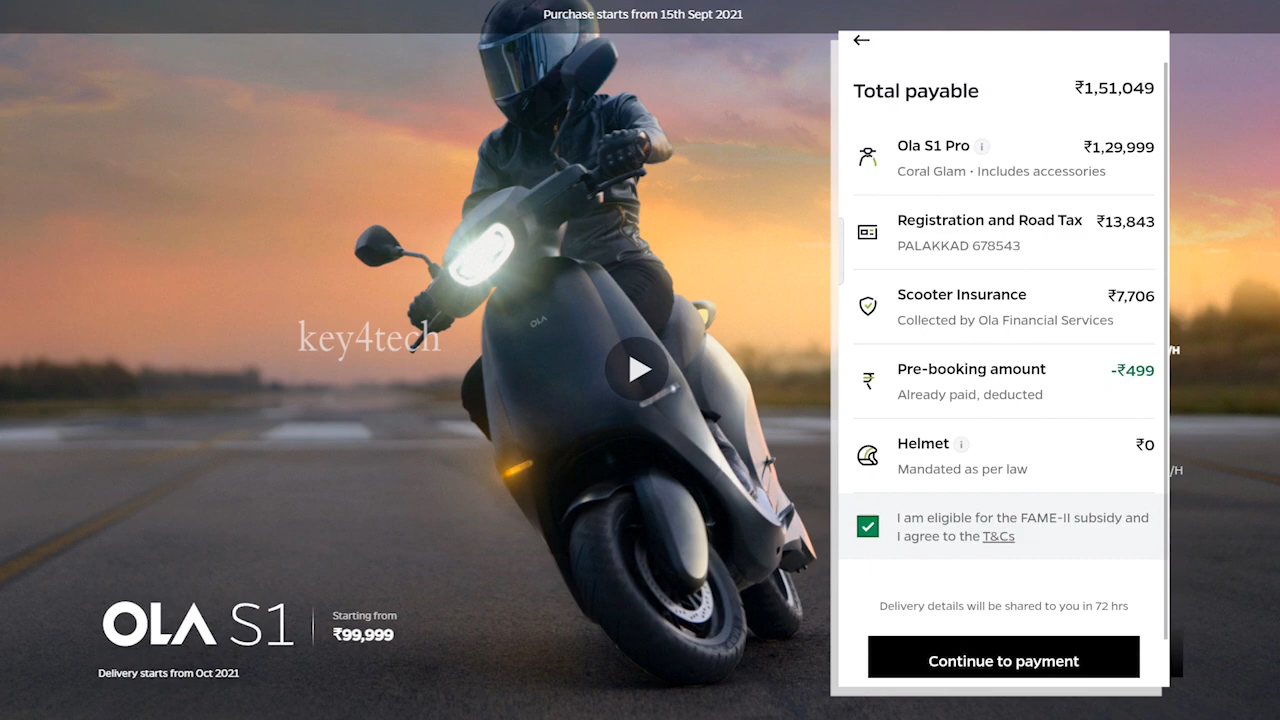 Purchase starts from 15th Sept 2021
Total payable ₹1,51,049
Ola S1 Pro i ₹1,29,999
Coral Glam • Includes accessories
Registration and Road Tax ₹13,843
PALAKKAD 678543
Scooter Insurance ₹7,706
Collected by Ola Financial Services
Pre-booking amount -₹499
Already paid, deducted
Helmet i ₹0
Mandated as per law
I am eligible for the FAME-II subsidy and
I agree to the T&Cs
Delivery details will be shared to you in 72 hrs
Continue to payment
/H
/H
key4tech
OLA
OLA S1
Starting from
₹99,999
Delivery starts from Oct 2021